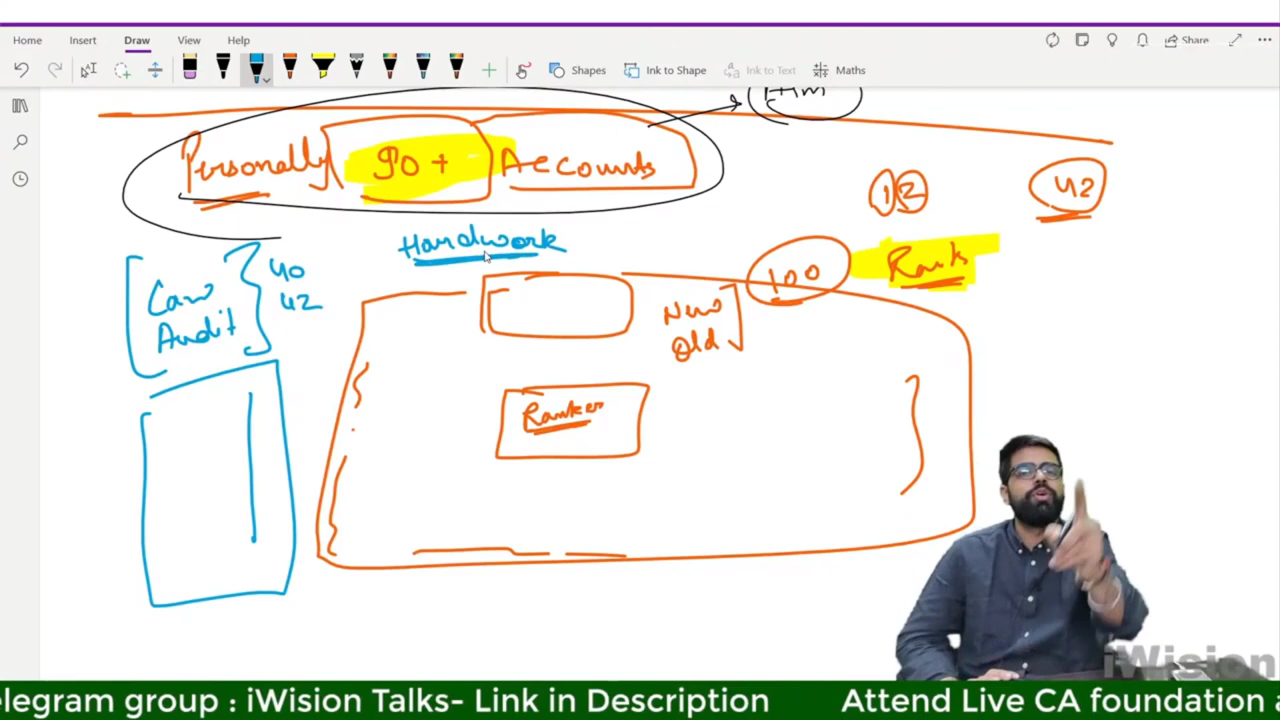 Home Insert Draw View Help Share
Ink to Shape Ink to Text Maths Shapes
Him
Personally 90 + Accounts
12
42
Hardwork
100 Rank
Law 40
Audit 42
New
Old
Ranker
iWision
elegram group : iWision Talks- Link in Description Attend Live CA foundation a